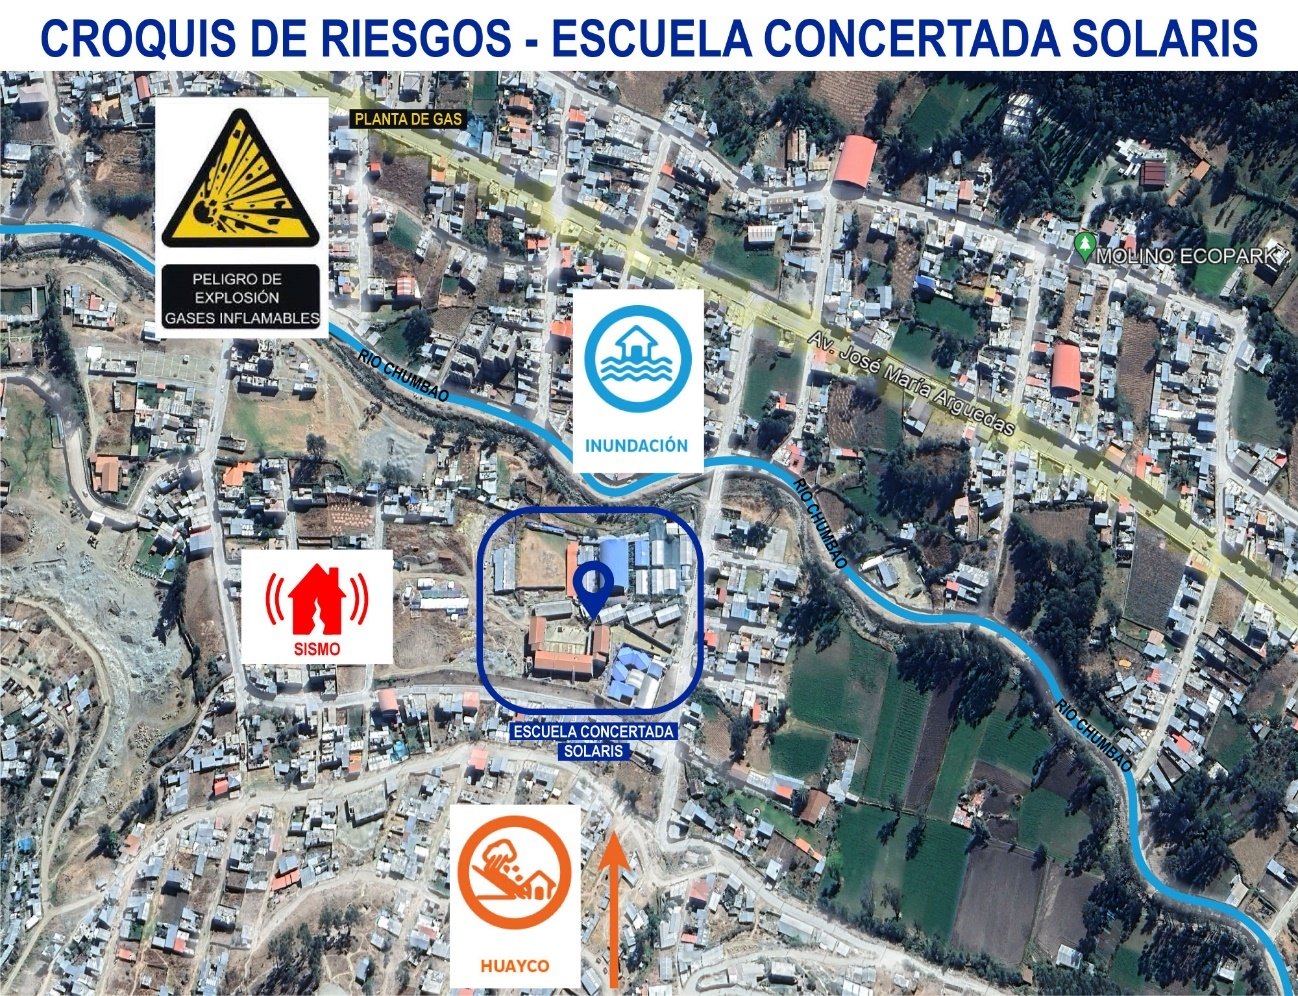 CROQUIS DE RIESGOS - ESCUELA CONCERTADA SOLARIS
PLANTA DE GAS
PELIGRO DE
EXPLOSIÓN
GASES INFLAMABLES
MOLINO ECOPARK
RIO CHUMBAO
INUNDACIÓN
Av. José María Arguedas
RIO CHUMBAO
SISMO
ESCUELA CONCERTADA
SOLARIS
RIO CHUMBAO
HUAYCO